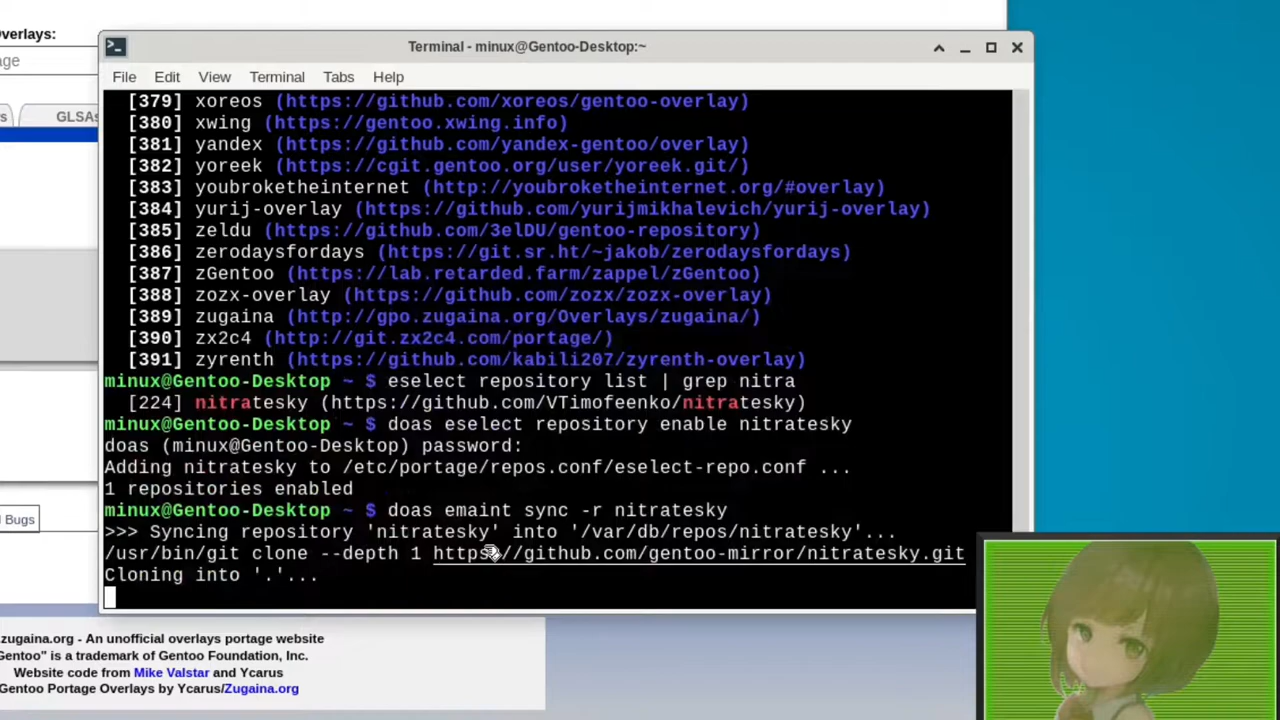 verlays:
Terminal - minux@Gentoo-Desktop:~
age
File Edit View Terminal Tabs Help
GLSAs
[379] xoreos (https://github.com/xoreos/gentoo-overlay)
[380] xwing (https://gentoo.xwing.info)
[381] yandex (https://github.com/yandex-gentoo/overlay)
[382] yoreek (https://cgit.gentoo.org/user/yoreek.git/)
[383] youbroketheinternet (http://youbroketheinternet.org/#overlay)
[384] yurij-overlay (https://github.com/yurijmikhalevich/yurij-overlay)
[385] zeldu (https://github.com/3elDU/gentoo-repository)
[386] zerodaysfordays (https://git.sr.ht/~jakob/zerodaysfordays)
[387] zGentoo (https://lab.retarded.farm/zappel/zGentoo)
[388] zozx-overlay (https://github.com/zozx/zozx-overlay)
[389] zugaina (http://gpo.zugaina.org/Overlays/zugaina/)
[390] zx2c4 (http://git.zx2c4.com/portage/)
[391] zyrenth (https://github.com/kabili207/zyrenth-overlay)
minux@Gentoo-Desktop ~ $ eselect repository list | grep nitra
[224] nitratesky (https://github.com/VTimofeenko/nitratesky)
minux@Gentoo-Desktop ~ $ doas eselect repository enable nitratesky
doas (minux@Gentoo-Desktop) password:
Adding nitratesky to /etc/portage/repos.conf/eselect-repo.conf ...
1 repositories enabled
minux@Gentoo-Desktop ~ $ doas emaint sync -r nitratesky
>>> Syncing repository 'nitratesky' into '/var/db/repos/nitratesky'...
/usr/bin/git clone --depth 1 https://github.com/gentoo-mirror/nitratesky.git
Cloning into '.'...
d Bugs
.zugaina.org - An unofficial overlays portage website
Gentoo" is a trademark of Gentoo Foundation, Inc.
Website code from Mike Valstar and Ycarus
Gentoo Portage Overlays by Ycarus/Zugaina.org